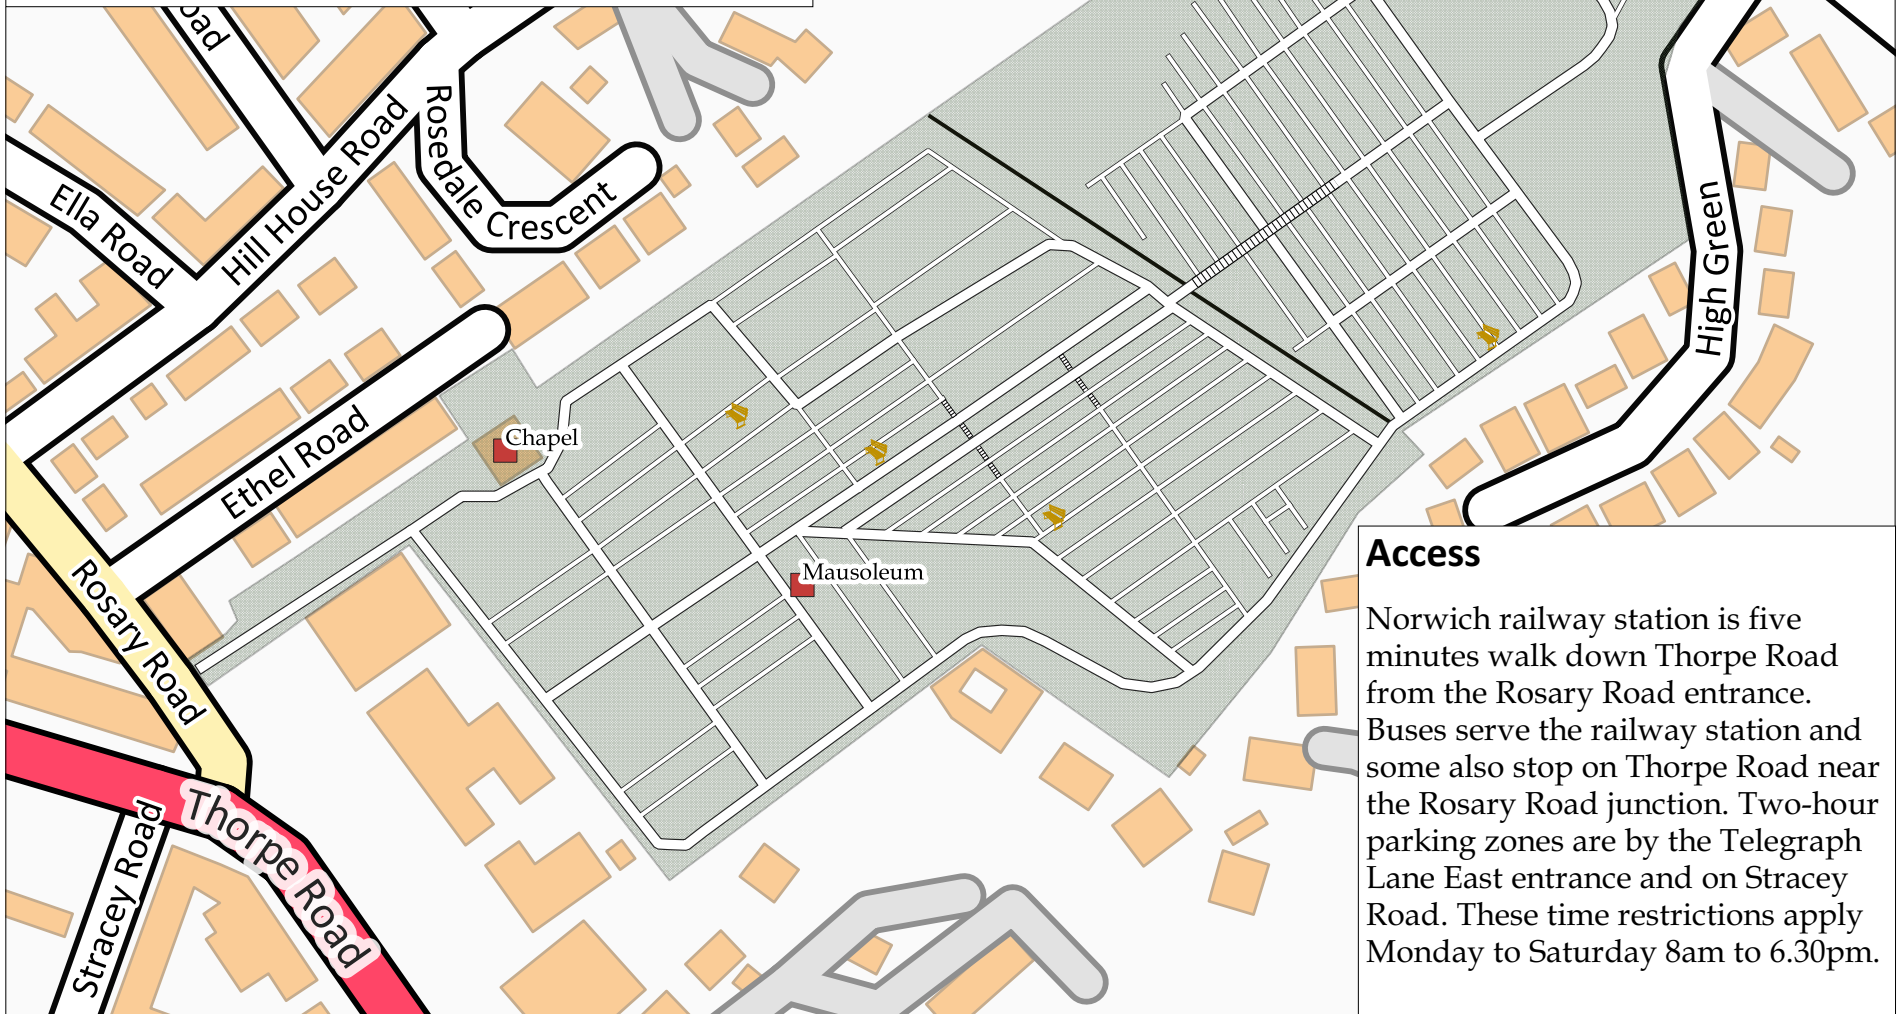 oad
Rosedale Crescent
Hill House Road
Ella Road
High Green
Chapel
Ethel Road
Mausoleum
Rosary Road
Thorpe Road
Stracey Road
Access
Norwich railway station is five
minutes walk down Thorpe Road
from the Rosary Road entrance.
Buses serve the railway station and
some also stop on Thorpe Road near
the Rosary Road junction. Two-hour
parking zones are by the Telegraph
Lane East entrance and on Stracey
Road. These time restrictions apply
Monday to Saturday 8am to 6.30pm.